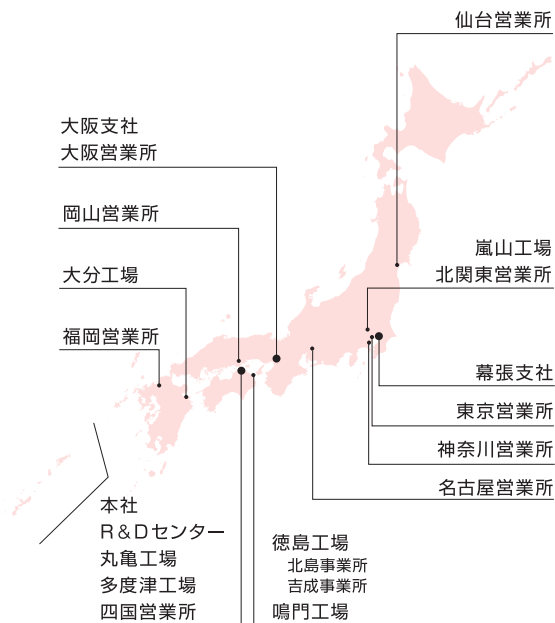 仙台営業所
大阪支社
大阪営業所
岡山営業所
大分工場
福岡営業所
嵐山工場
北関東営業所
幕張支社
東京営業所
神奈川営業所
名古屋営業所
本社
R&Dセンター
丸亀工場
多度津工場
四国営業所
徳島工場
北島事業所
吉成事業所
鳴門工場